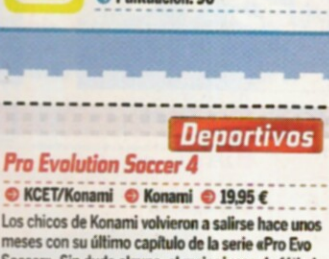 Puntuación: 90
Deportivos
Pro Evolution Soccer 4
KCET/Konami Konami 19,95 €
Los chicos de Konami volvieron a salirse hace unos
meses con su último capítulo de la serie «Pro Evo